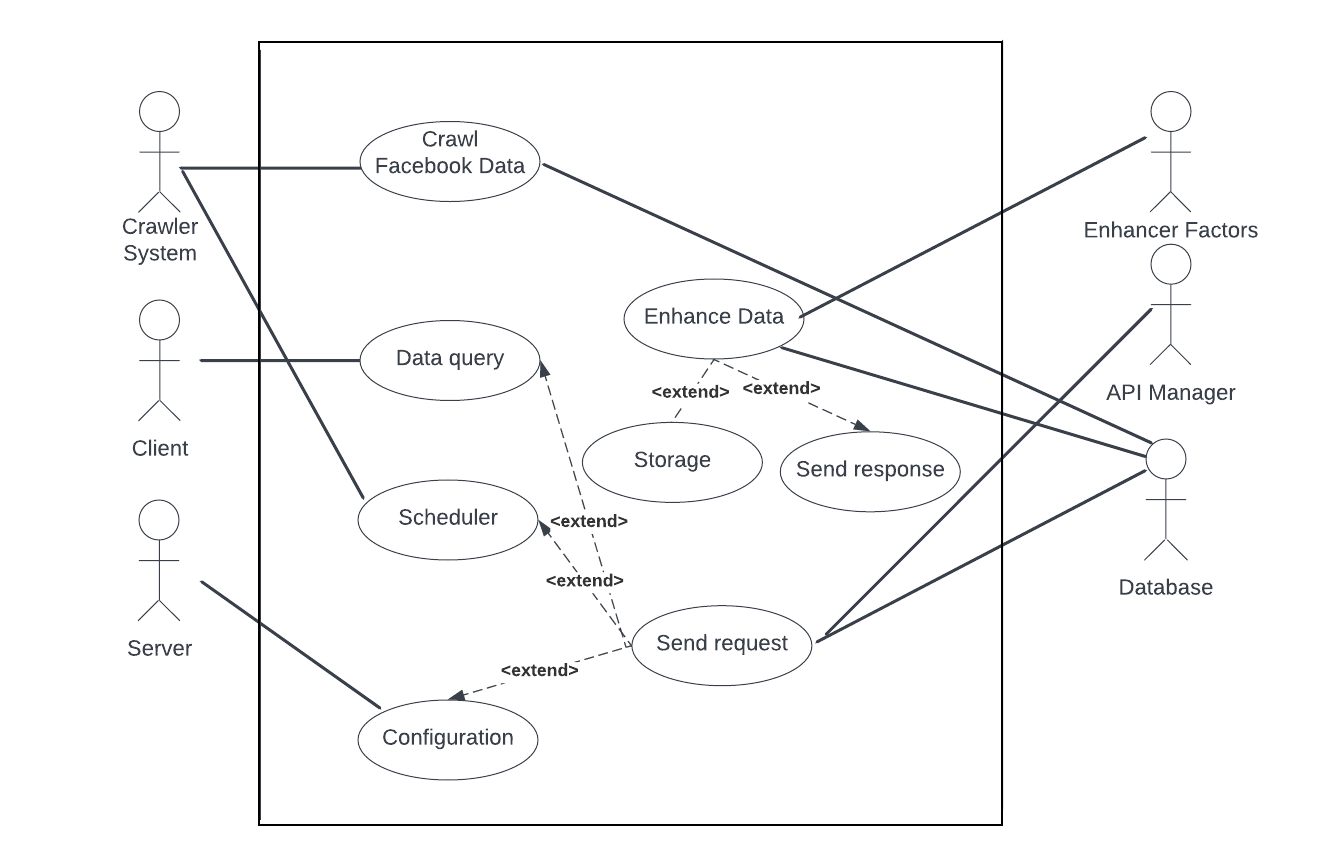 Crawl
Facebook Data
Crawler
System
Enhancer Factors
Enhance Data
Data query
<extend>
<extend>
API Manager
Client
Storage
Send response
Scheduler
<extend>
<extend>
Database
Server
Send request
<extend>
Configuration